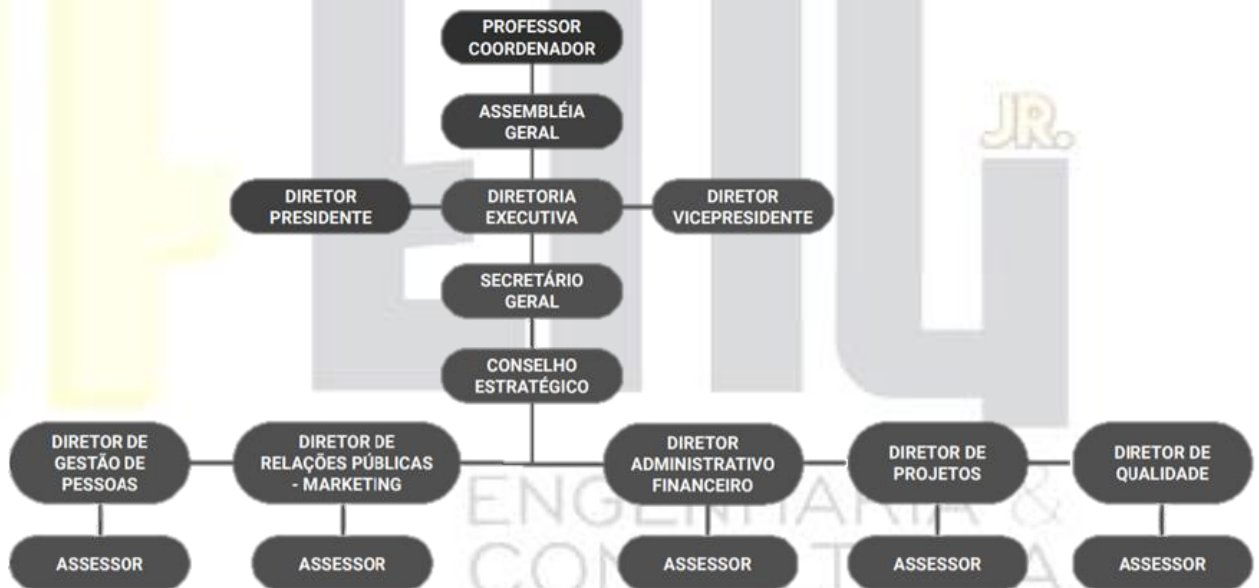 PROFESSOR
COORDENADOR
ASSEMBLÉIA
GERAL
JR.
DIRETOR
PRESIDENTE
DIRETORIA
EXECUTIVA
DIRETOR
VICEPRESIDENTE
SECRETÁRIO
GERAL
CONSELHO
ESTRATÉGICO
DIRETOR DE
GESTÃO DE
PESSOAS
DIRETOR DE
RELAÇÕES PÚBLICAS
- MARKETING
DIRETOR
ADMINISTRATIVO
FINANCEIRO
DIRETOR DE
PROJETOS
DIRETOR DE
QUALIDADE
ASSESSOR
ASSESSOR
ASSESSOR
ASSESSOR
ASSESSOR
ENGENHARIA &